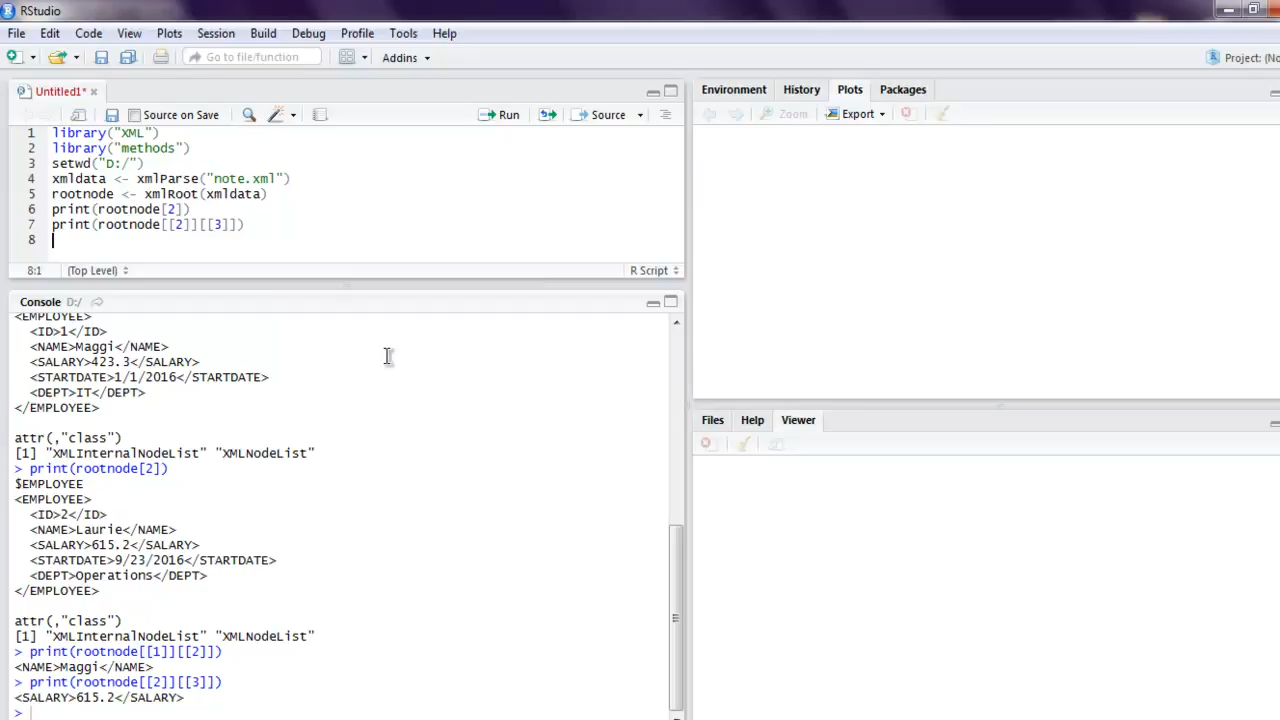 RStudio
File Edit Code View Plots Session Build Debug Profile Tools Help
Go to file/function Addins Project: (No
Untitled1*
Source on Save Run Source
1 library("XML")
2 library("methods")
3 setwd("D:/")
4 xmldata <- xmlParse("note.xml")
5 rootnode <- xmlRoot(xmldata)
6 print(rootnode[2])
7 print(rootnode[[2]][[3]])
8
8:1 (Top Level) R Script
Console D:/
<EMPLOYEE>
<ID>1</ID>
<NAME>Maggi</NAME>
<SALARY>423.3</SALARY>
<STARTDATE>1/1/2016</STARTDATE>
<DEPT>IT</DEPT>
</EMPLOYEE>
attr(,"class")
[1] "XMLInternalNodeList" "XMLNodeList"
> print(rootnode[2])
$EMPLOYEE
<EMPLOYEE>
<ID>2</ID>
<NAME>Laurie</NAME>
<SALARY>615.2</SALARY>
<STARTDATE>9/23/2016</STARTDATE>
<DEPT>Operations</DEPT>
</EMPLOYEE>
attr(,"class")
[1] "XMLInternalNodeList" "XMLNodeList"
> print(rootnode[[1]][[2]])
<NAME>Maggi</NAME>
> print(rootnode[[2]][[3]])
<SALARY>615.2</SALARY>
>
Environment History Plots Packages
Zoom Export
Files Help Viewer